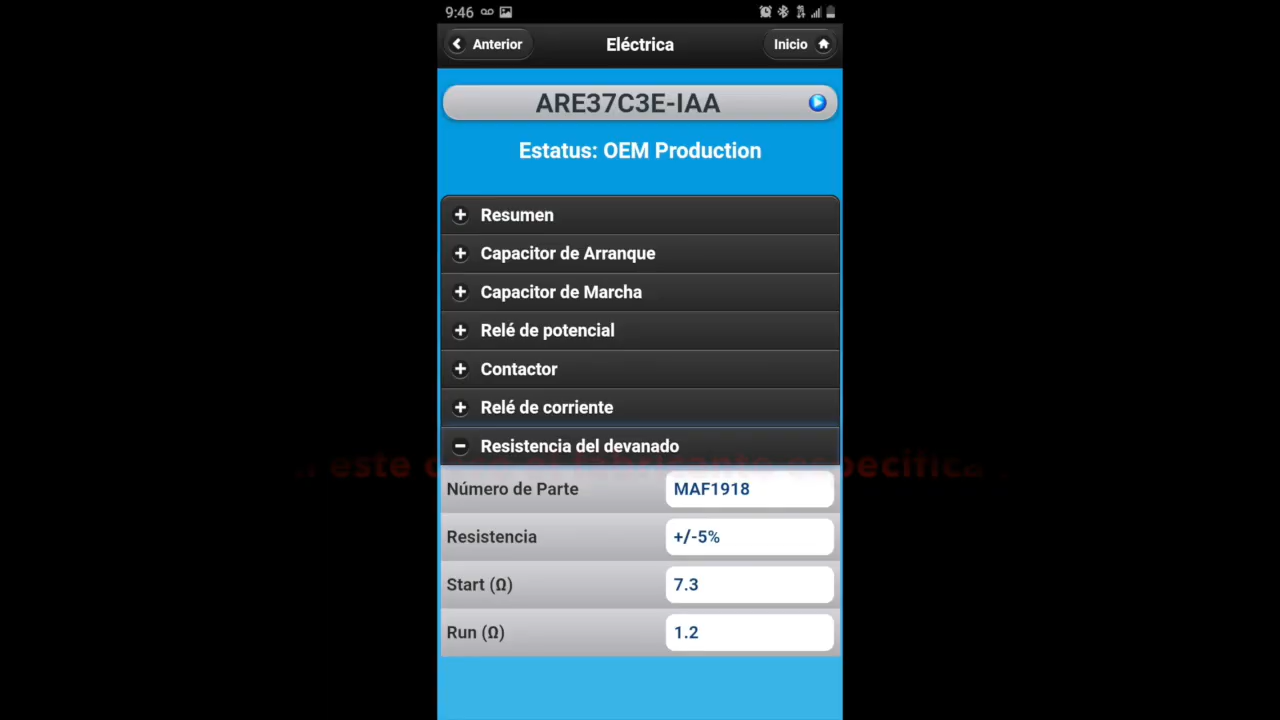 9:46
Anterior
Eléctrica
Inicio
ARE37C3E-IAA
Estatus: OEM Production
Resumen
Capacitor de Arranque
Capacitor de Marcha
Relé de potencial
Contactor
Relé de corriente
Resistencia del devanado
este
Número de Parte
MAF1918
Resistencia
+/-5%
Start (Ω)
7.3
Run (Ω)
1.2